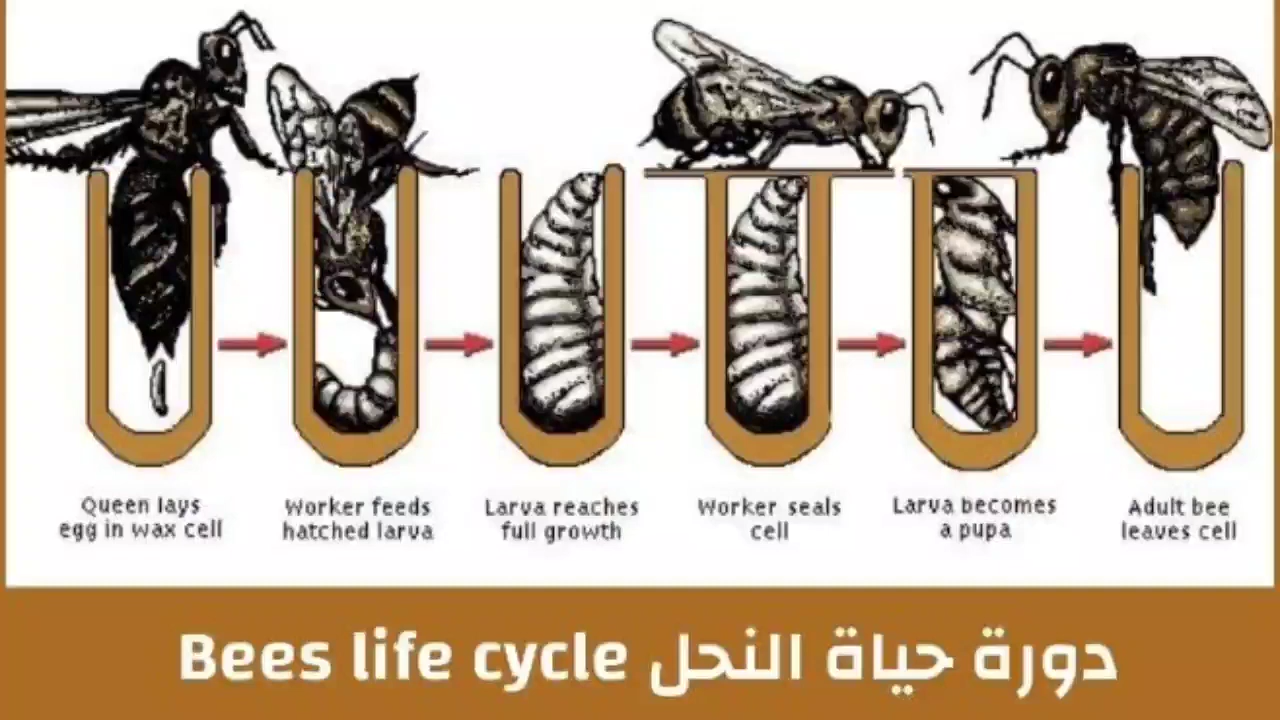 Queen lays
egg in wax cell
Worker feeds
hatched larva
Larva reaches
full growth
Worker seals
cell
Larva becomes
a pupa
Adult bee
leaves cell
Bees life cycle دورة حياة النحل